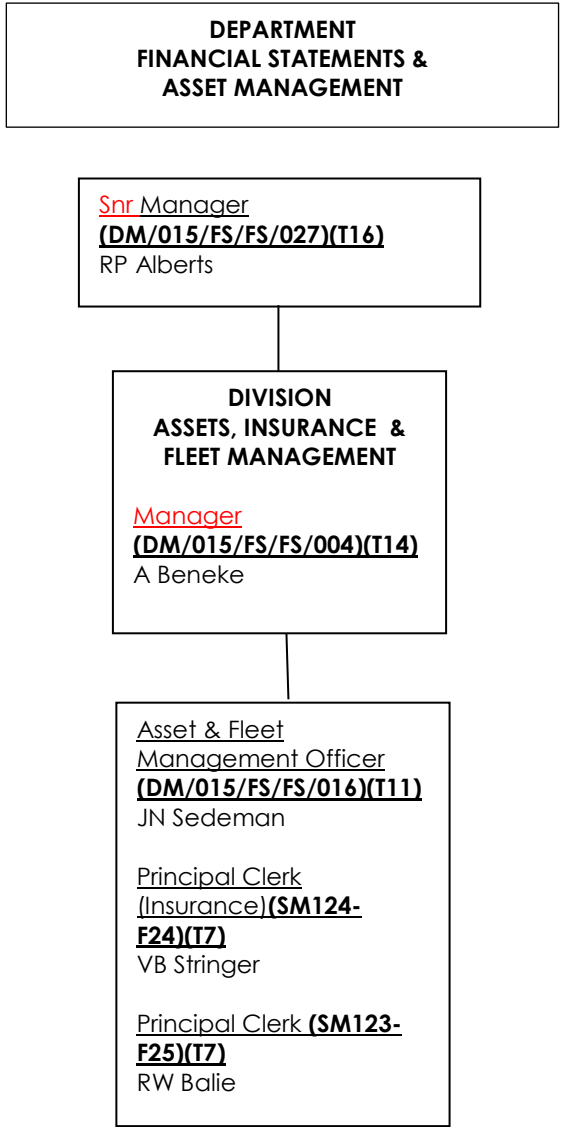 DEPARTMENT
FINANCIAL STATEMENTS &
ASSET MANAGEMENT
Snr Manager
(DM/015/FS/FS/027)(T16)
RP Alberts
DIVISION
ASSETS, INSURANCE &
FLEET MANAGEMENT
Manager
(DM/015/FS/FS/004)(T14)
A Beneke
Asset & Fleet
Management Officer
(DM/015/FS/FS/016)(T11)
JN Sedeman
Principal Clerk
(Insurance)(SM124-
F24)(T7)
VB Stringer
Principal Clerk (SM123-
F25)(T7)
RW Balie